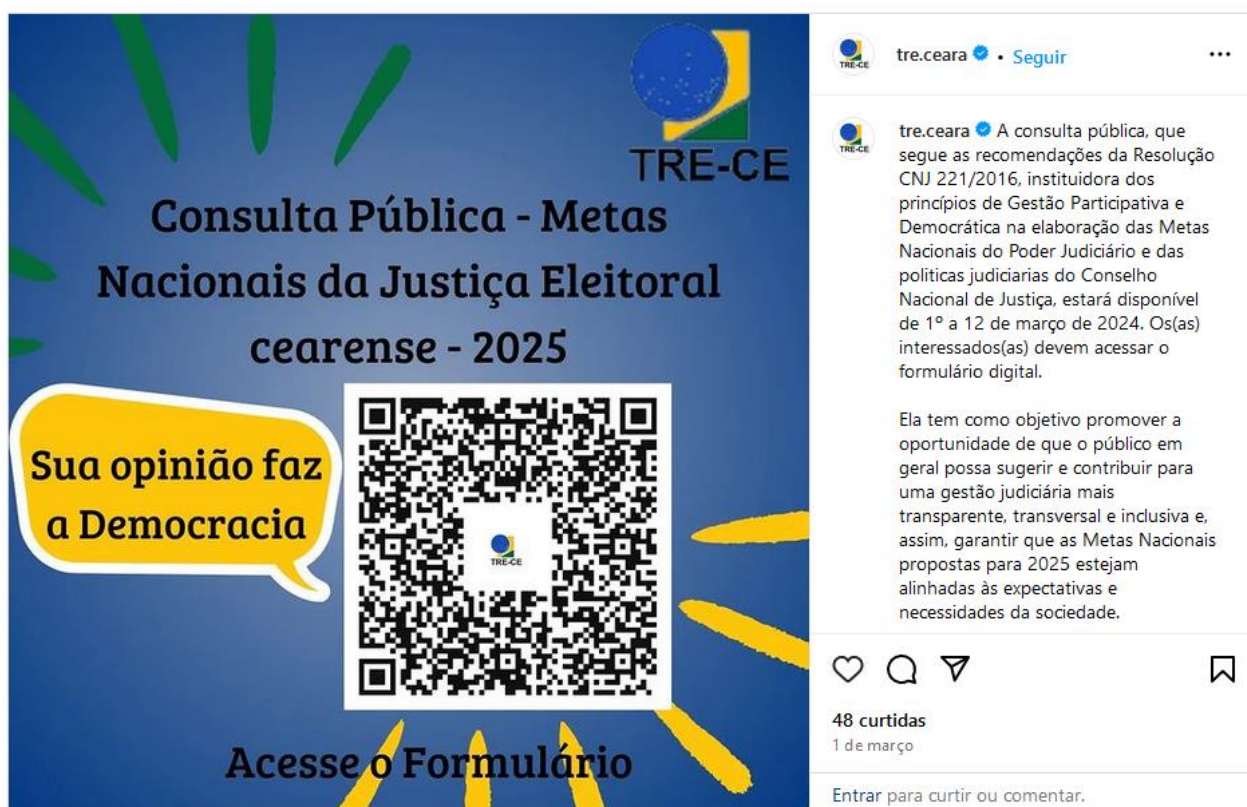 TRE-CE
Consulta Pública - Metas
Nacionais da Justiça Eleitoral
cearense - 2025
Sua opinião faz
a Democracia
TRE-CE
Acesse o Formulário
TRE-CE
tre.ceara • Seguir
TRE-CE
tre.ceara A consulta pública, que
segue as recomendações da Resolução
CNJ 221/2016, instituidora dos
princípios de Gestão Participativa e
Democrática na elaboração das Metas
Nacionais do Poder Judiciário e das
politicas judiciarias do Conselho
Nacional de Justiça, estará disponível
de 1º a 12 de março de 2024. Os(as)
interessados(as) devem acessar o
formulário digital.
Ela tem como objetivo promover a
oportunidade de que o público em
geral possa sugerir e contribuir para
uma gestão judiciária mais
transparente, transversal e inclusiva e,
assim, garantir que as Metas Nacionais
propostas para 2025 estejam
alinhadas às expectativas e
necessidades da sociedade.
48 curtidas
1 de março
Entrar para curtir ou comentar.